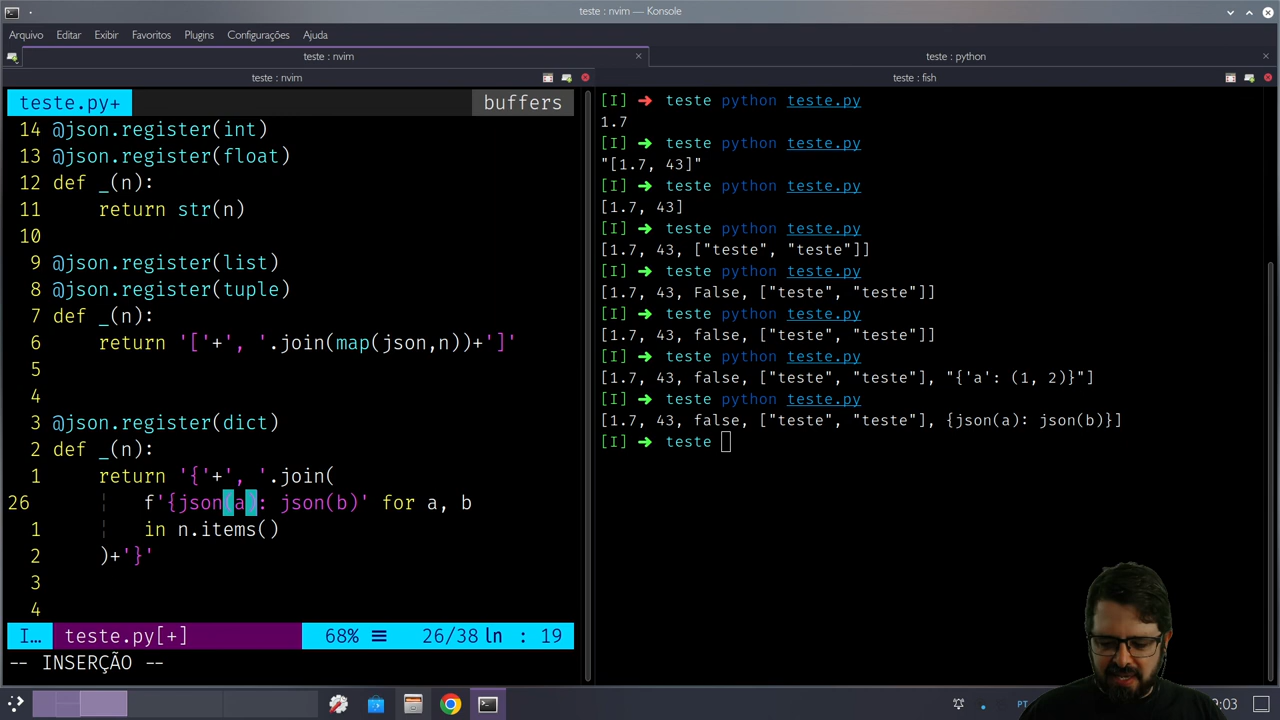 teste : nvim — Konsole
Arquivo Editar Exibir Favoritos Plugins Configurações Ajuda
teste : nvim
teste : python
teste : nvim
teste : fish
teste.py+ buffers
14 @json.register(int)
13 @json.register(float)
12 def _(n):
11 return str(n)
10
9 @json.register(list)
8 @json.register(tuple)
7 def _(n):
6 return '['+', '.join(map(json,n))+']'
5
4
3 @json.register(dict)
2 def _(n):
1 return '{'+', '.join(
26 f'{json(a): json(b)' for a, b
1 in n.items()
2 )+'}'
3
4
I… teste.py[+] 68% ≡ 26/38 ln : 19
-- INSERÇÃO --
[I] ➜ teste python teste.py
1.7
[I] ➜ teste python teste.py
"[1.7, 43]"
[I] ➜ teste python teste.py
[1.7, 43]
[I] ➜ teste python teste.py
[1.7, 43, ["teste", "teste"]]
[I] ➜ teste python teste.py
[1.7, 43, False, ["teste", "teste"]]
[I] ➜ teste python teste.py
[1.7, 43, false, ["teste", "teste"]]
[I] ➜ teste python teste.py
[1.7, 43, false, ["teste", "teste"], "{'a': (1, 2)}"]
[I] ➜ teste python teste.py
[1.7, 43, false, ["teste", "teste"], {json(a): json(b)}]
[I] ➜ teste
PT
:03